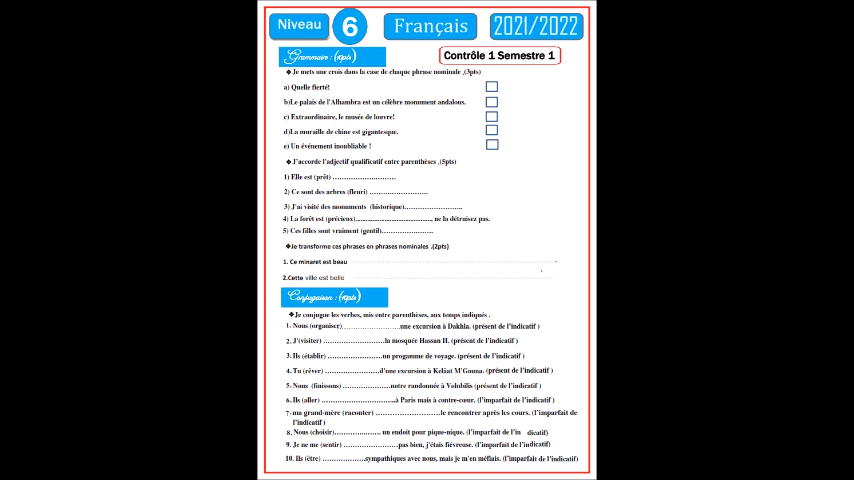 Niveau 6 Français 2021/2022
Grammaire : (10pts)
Contrôle 1 Semestre 1
❖Je mets une crois dans la case de chaque phrase nominale ,(3pts)
a) Quelle fierté!
b)Le palais de l'Alhambra est un célèbre monument andalous.
c) Extraordinaire, le musée de louvre!
d)La muraille de chine est gigantesque.
e) Un événement inoubliable !
❖J'accorde l'adjectif qualificatif entre parenthèses ,(5pts)
1) Elle est (prêt) ........................
2) Ce sont des arbres (fleuri) ......................
3) J'ai visité des monuments (historique)......................
4) La forêt est (précieux)..............................., ne la détruisez pas.
5) Ces filles sont vraiment (gentil)....................
❖Je transforme ces phrases en phrases nominales .(2pts)
1. Ce minaret est beau ......................
2.Cette ville est belle ......................
Conjugaison : (10pts)
❖Je conjugue les verbes, mis entre parenthèses, aux temps indiqués .
1. Nous (organiser)......................une excursion à Dakhla. (présent de l'indicatif )
2. J'(visiter) ......................la mosquée Hassan II. (présent de l'indicatif )
3. Ils (établir) ......................un progamme de voyage. (présent de l'indicatif )
4. Tu (rêver) ......................d'une excursion à Kelâat M'Gouna. (présent de l'indicatif )
5. Nous (finissons) ..................notre randonnée à Volubilis (présent de l'indicatif )
6. Ils (aller) ............................à Paris mais à contre-cœur. (l'imparfait de l'indicatif )
7-ma grand-mère (raconter) ........................le rencontrer après les cours. (l'imparfait de
l'indicatif )
8. Nous (choisir).................. un endoit pour pique-nique. (l'imparfait de l'in dicatif)
9. Je ne me (sentir) ....................pas bien, j'étais fiévreuse. (l'imparfait de l'indicatif)
10. Ils (être) ..................sympathiques avec nous, mais je m'en méfiais. (l'imparfait de l'indicatif)